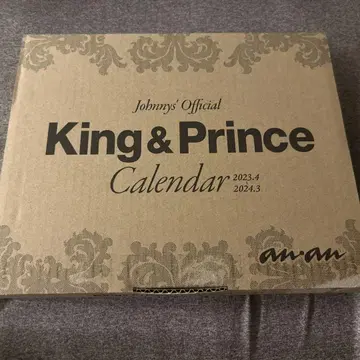 Johnnys' Official
King & Prince
Calendar 2023.4
2024.3
an·an